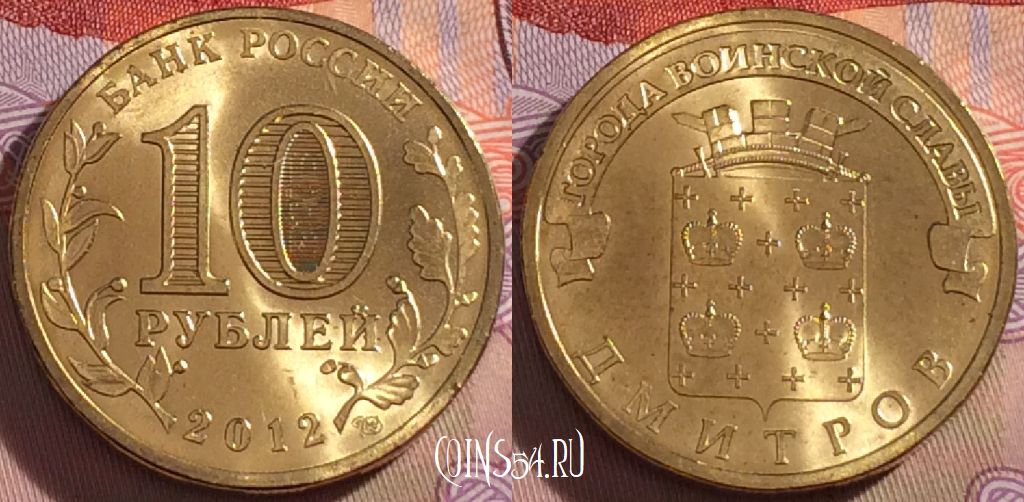 БАНК РОССИИ
10
РУБЛЕЙ
2012
ГОРОДА ВОИНСКОЙ СЛАВЫ
ДМИТРОВ
COINS54.RU